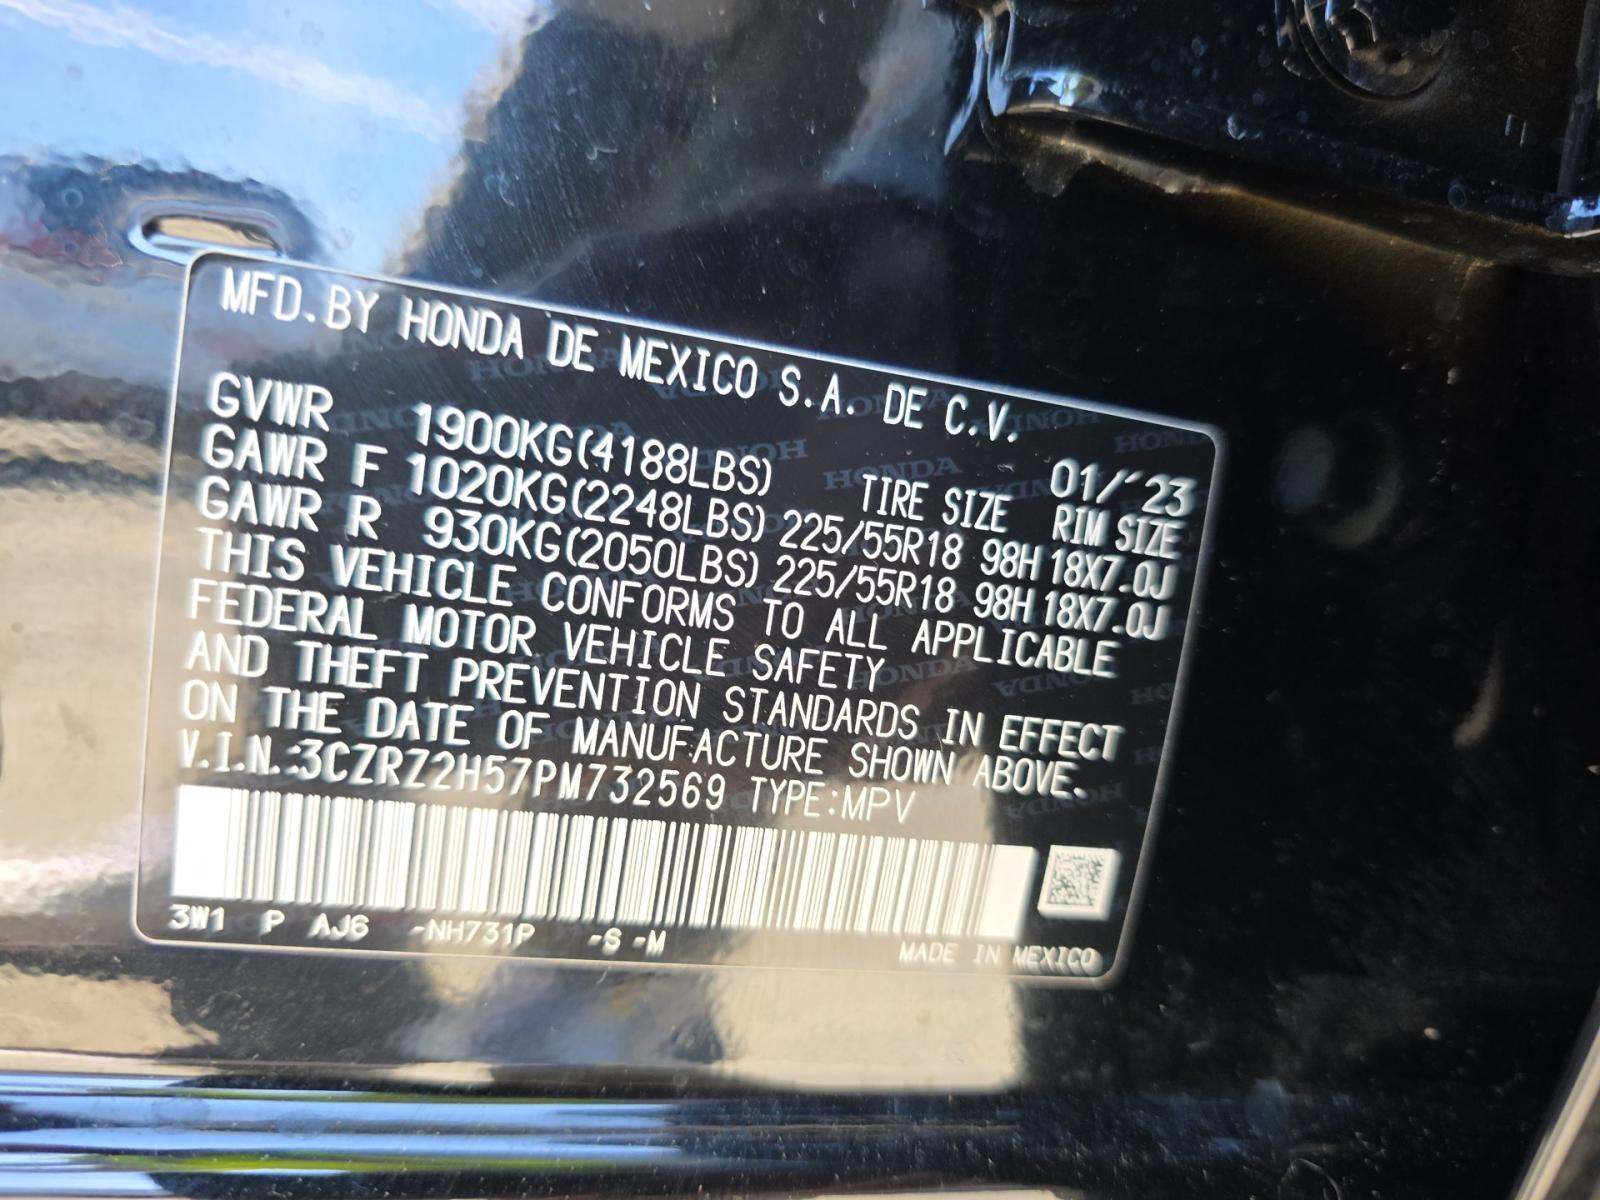 MFD.BY HONDA DE MEXICO S.A. DE C.V.
01/'23
GVWR 1900KG(4188LBS) TIRE SIZE RIM SIZE
GAWR F 1020KG(2248LBS) 225/55R18 98H 18X7.0J
GAWR R 930KG(2050LBS) 225/55R18 98H 18X7.0J
THIS VEHICLE CONFORMS TO ALL APPLICABLE
FEDERAL MOTOR VEHICLE SAFETY
AND THEFT PREVENTION STANDARDS IN EFFECT
ON THE DATE OF MANUFACTURE SHOWN ABOVE.
V.I.N.:3CZRZ2H57PM732569 TYPE:MPV
3W1 P AJ6 -NH731P -S -M
MADE IN MEXICO